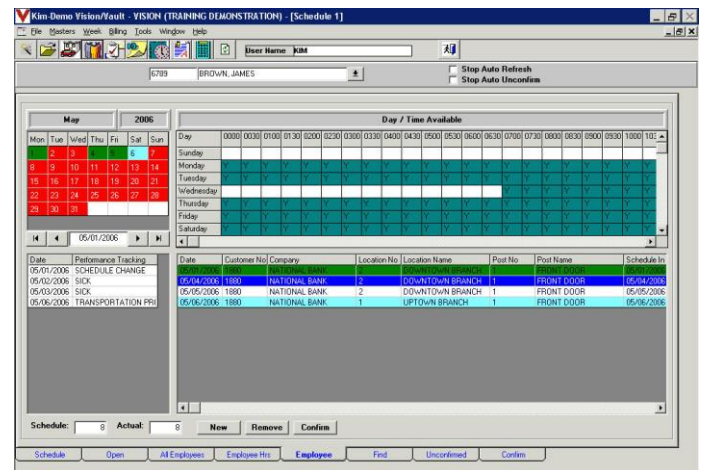 Kim-Demo Vision/Vault - VISION (TRAINING DEMONSTRATION) - [Schedule 1]
File Masters Week Billing Tools Window Help
User Name KIM
6789 BROWN, JAMES
Stop Auto Refresh
Stop Auto Unconfirm
May 2006
Mon Tue Wed Thu Fri Sat Sun
1 2 3 4 5 6 7
8 9 10 11 12 13 14
15 16 17 18 19 20 21
22 23 24 25 26 27 28
29 30 31
05/01/2006
Day / Time Available
Day 0000 0030 0100 0130 0200 0230 0300 0330 0400 0430 0500 0530 0600 0630 0700 0730 0800 0830 0900 0930 1000 103
Sunday
Monday Y Y Y Y Y Y Y Y Y Y Y Y Y Y Y Y Y Y Y Y Y Y
Tuesday Y Y Y Y Y Y Y Y Y Y Y Y Y Y Y Y Y Y Y Y Y Y
Wednesday Y Y Y Y Y Y Y Y
Thursday Y Y Y Y Y Y Y Y Y Y Y Y Y Y Y Y Y Y Y Y Y Y
Friday Y Y Y Y Y Y Y Y Y Y Y Y Y Y Y Y Y Y Y Y Y Y
Saturday Y Y Y Y Y Y Y Y Y Y Y Y Y Y Y Y Y Y Y Y Y Y
Date Performance Tracking
05/01/2006 SCHEDULE CHANGE
05/02/2006 SICK
05/03/2006 SICK
05/06/2006 TRANSPORTATION PRI
Date Customer No Company Location No Location Name Post No Post Name Schedule In
05/01/2006 1880 NATIONAL BANK 2 DOWNTOWN BRANCH 1 FRONT DOOR 05/01/2006
05/04/2006 1880 NATIONAL BANK 2 DOWNTOWN BRANCH 1 FRONT DOOR 05/04/2006
05/05/2006 1880 NATIONAL BANK 2 DOWNTOWN BRANCH 1 FRONT DOOR 05/05/2006
05/06/2006 1880 NATIONAL BANK 1 UPTOWN BRANCH 1 FRONT DOOR 05/06/2006
Schedule: 8 Actual: 8 New Remove Confirm
Schedule Open All Employees Employee Hrs Employee Find Unconfirmed Confirm